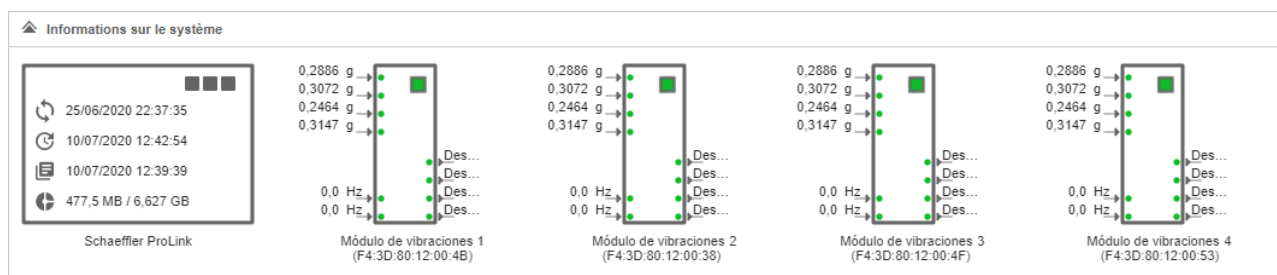 Informations sur le système
25/06/2020 22:37:35
10/07/2020 12:42:54
10/07/2020 12:39:39
477,5 MB / 6,627 GB
Schaeffler ProLink
0,2886 g
0,3072 g
0,2464 g
0,3147 g
Des...
Des...
0,0 Hz Des...
0,0 Hz Des...
Módulo de vibraciones 1
(F4:3D:80:12:00:4B)
0,2886 g
0,3072 g
0,2464 g
0,3147 g
Des...
Des...
0,0 Hz Des...
0,0 Hz Des...
Módulo de vibraciones 2
(F4:3D:80:12:00:38)
0,2886 g
0,3072 g
0,2464 g
0,3147 g
Des...
Des...
0,0 Hz Des...
0,0 Hz Des...
Módulo de vibraciones 3
(F4:3D:80:12:00:4F)
0,2886 g
0,3072 g
0,2464 g
0,3147 g
Des...
Des...
0,0 Hz Des...
0,0 Hz Des...
Módulo de vibraciones 4
(F4:3D:80:12:00:53)